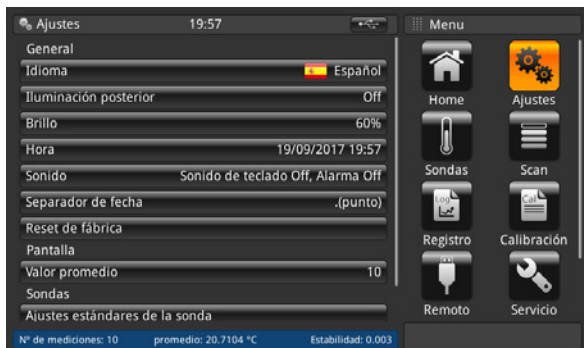 Ajustes 19:57
General
Idioma Español
Iluminación posterior Off
Brillo 60%
Hora 19/09/2017 19:57
Sonido Sonido de teclado Off, Alarma Off
Separador de fecha .(punto)
Reset de fábrica
Pantalla
Valor promedio 10
Sondas
Ajustes estándares de la sonda
Nº de mediciones: 10 promedio: 20.7104 °C Estabilidad: 0.003
Menu
Home Ajustes
Sondas Scan
Log Cal
Registro Calibración
Remoto Servicio